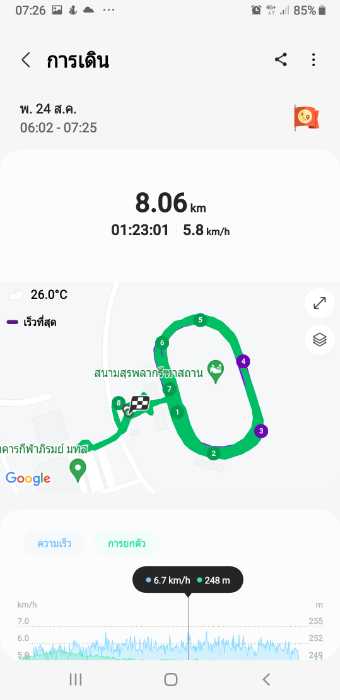 07:26 85%
การเดิน
พ. 24 ส.ค.
06:02 - 07:25
8.06 km
01:23:01 5.8 km/h
26.0°C
เร็วที่สุด
5
6
4
สนามสุรพลากรีฑาสถาน
7
8
1
3
2
คารกีฬาภิรมย์ มทส
Google
ความเร็ว การยกตัว
6.7 km/h 248 m
km/h m
7.0 255
6.0 252
5.0 249